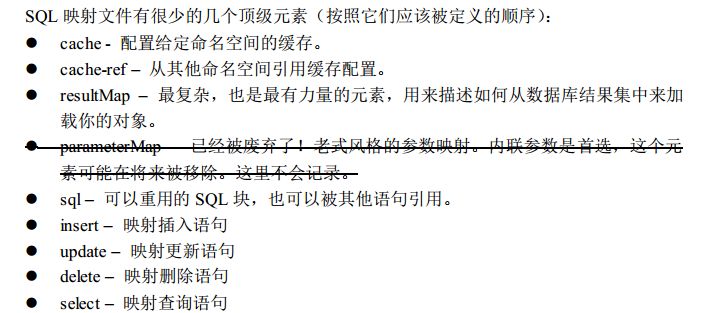 SQL 映射文件有很少的几个顶级元素（按照它们应该被定义的顺序）：
● cache - 配置给定命名空间的缓存。
● cache-ref – 从其他命名空间引用缓存配置。
● resultMap – 最复杂，也是最有力量的元素，用来描述如何从数据库结果集中来加
载你的对象。
● parameterMap – 已经被废弃了！老式风格的参数映射。内联参数是首选，这个元
素可能在将来被移除。这里不会记录。
● sql – 可以重用的 SQL 块，也可以被其他语句引用。
● insert – 映射插入语句
● update – 映射更新语句
● delete – 映射删除语句
● select – 映射查询语句